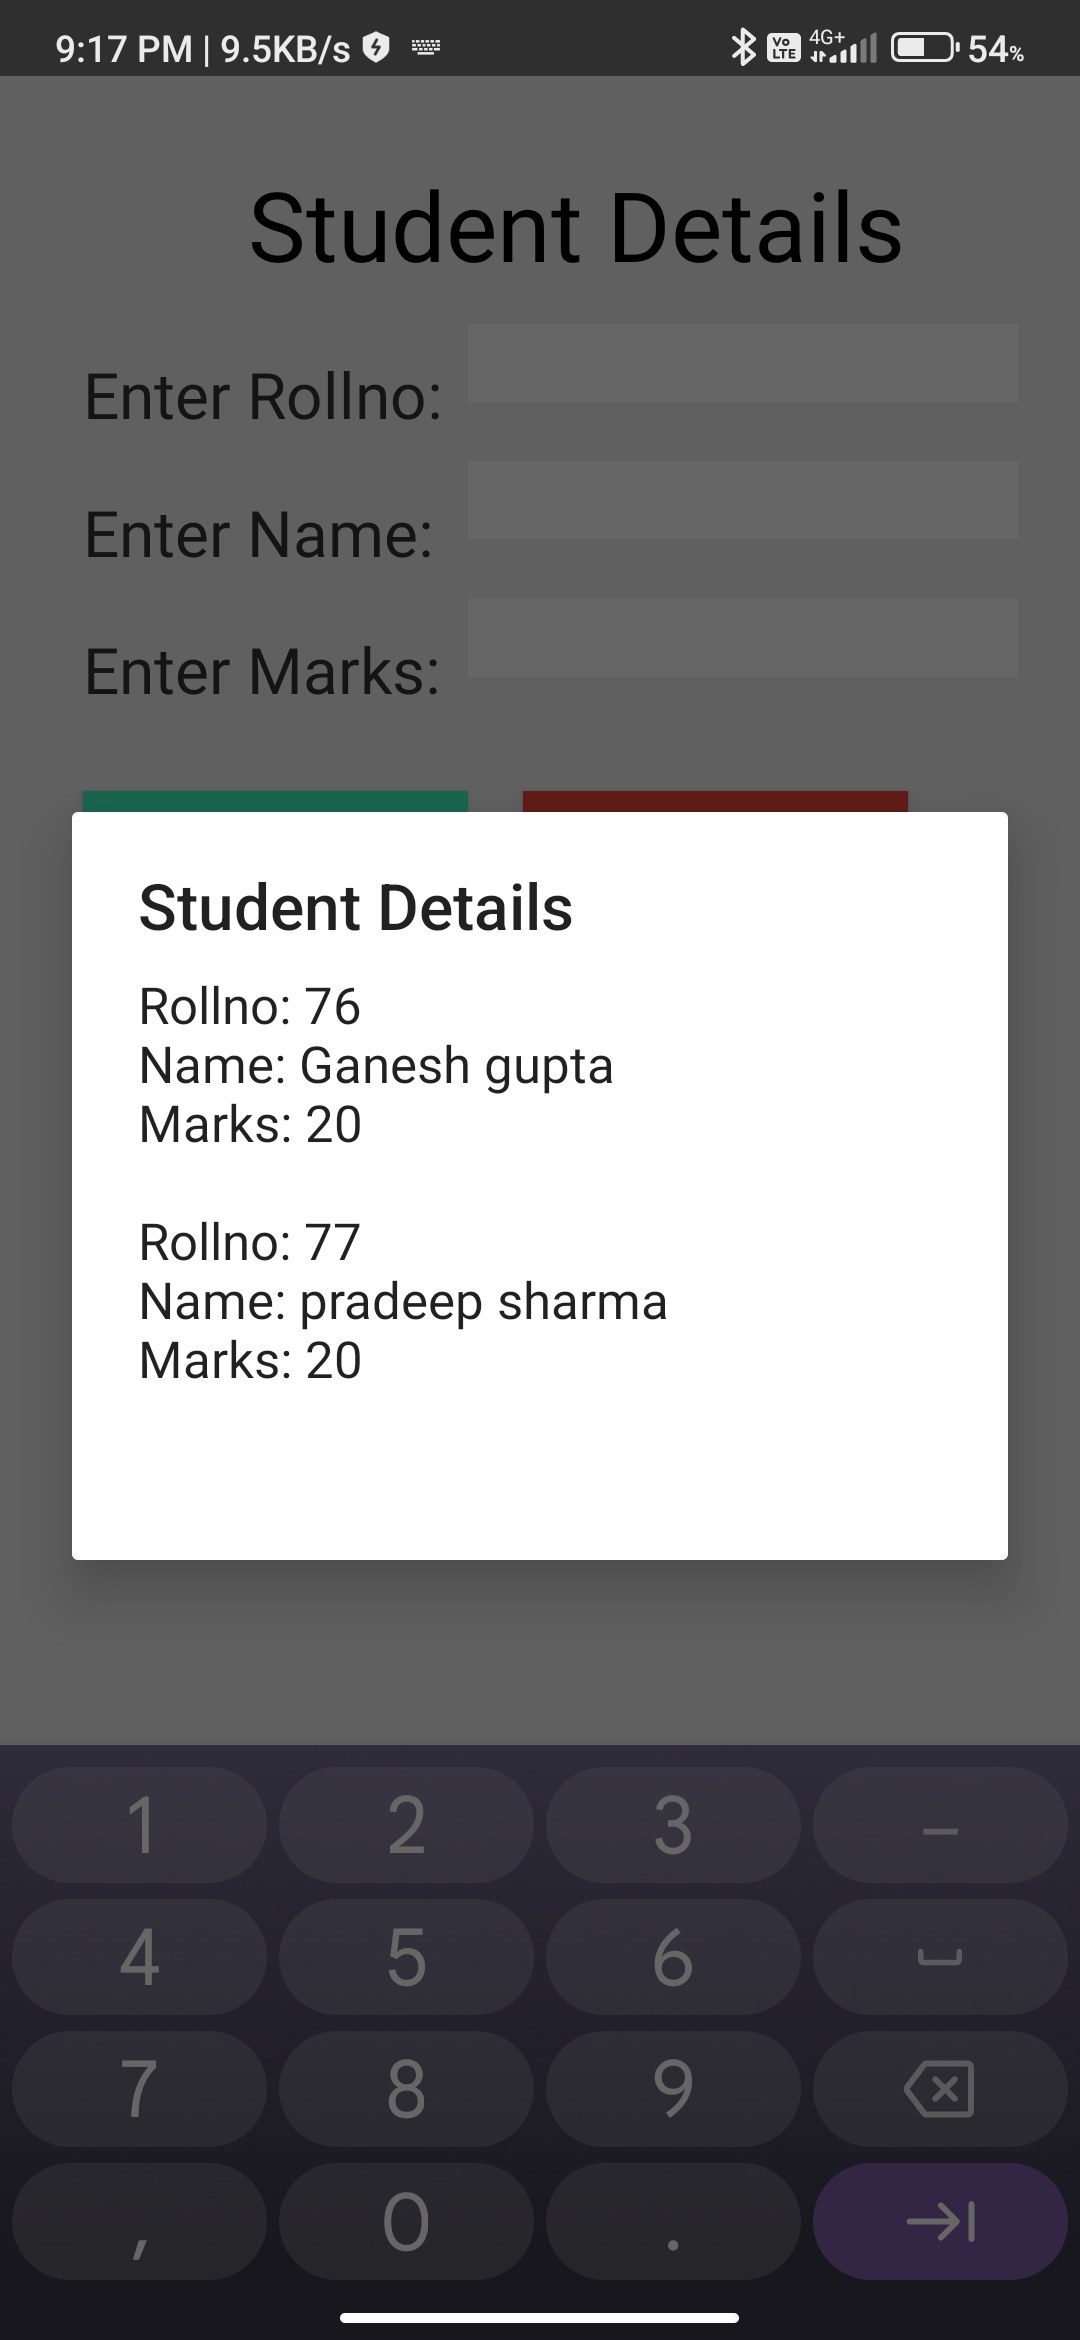 9:17 PM | 9.5KB/s Vo LTE 4G+ 54%
Student Details
Enter Rollno:
Enter Name:
Enter Marks:
Student Details
Rollno: 76
Name: Ganesh gupta
Marks: 20
Rollno: 77
Name: pradeep sharma
Marks: 20
1 2 3 –
4 5 6
7 8 9
, 0 .